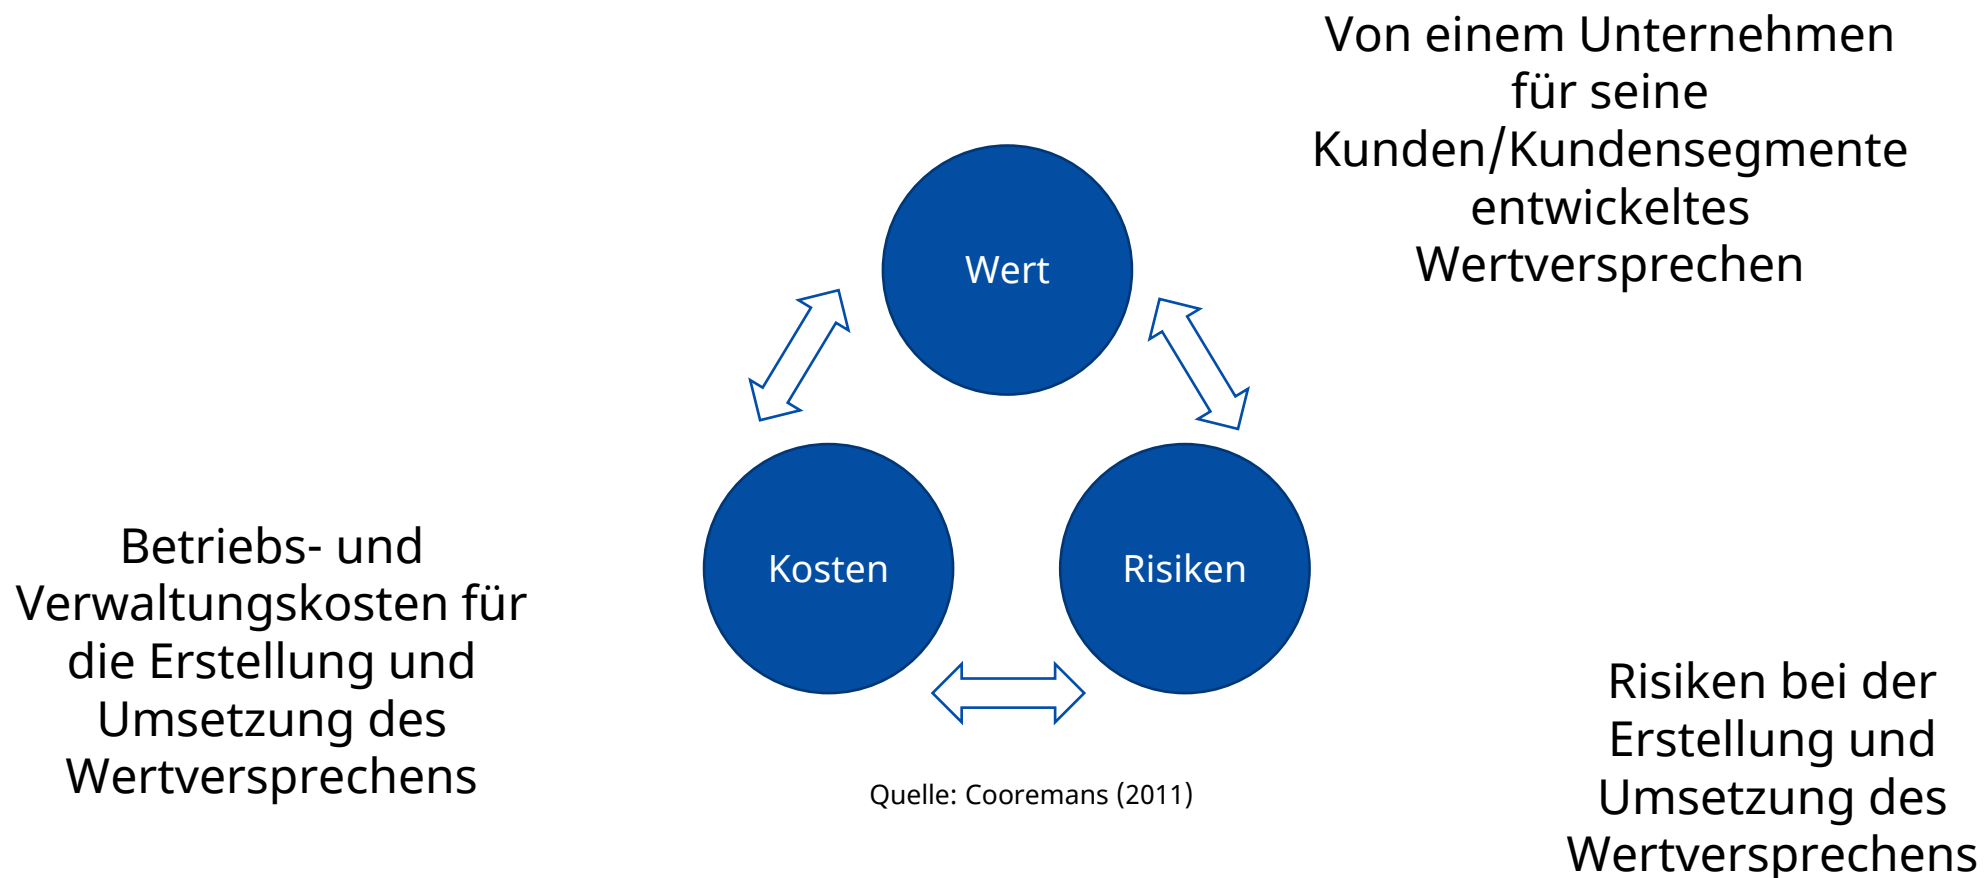 Von einem Unternehmen
für seine
Kunden/Kundensegmente
entwickeltes
Wertversprechen
Wert
Kosten
Risiken
Betriebs- und
Verwaltungskosten für
die Erstellung und
Umsetzung des
Wertversprechens
Risiken bei der
Erstellung und
Umsetzung des
Wertversprechens
Quelle: Cooremans (2011)